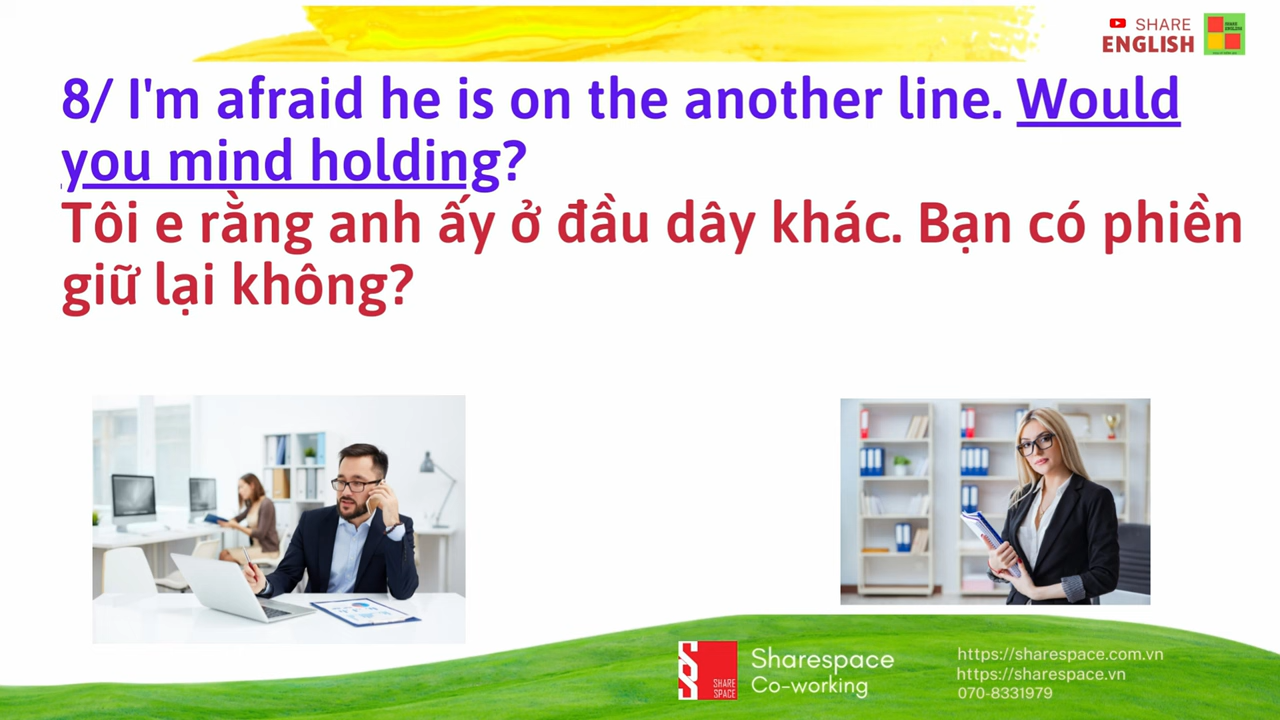 SHARE
ENGLISH
8/ I'm afraid he is on the another line. Would
you mind holding?
Tôi e rằng anh ấy ở đầu dây khác. Bạn có phiền
giữ lại không?
SHARE
SPACE
Sharespace
Co-working
https://sharespace.com.vn
https://sharespace.vn
070-8331979